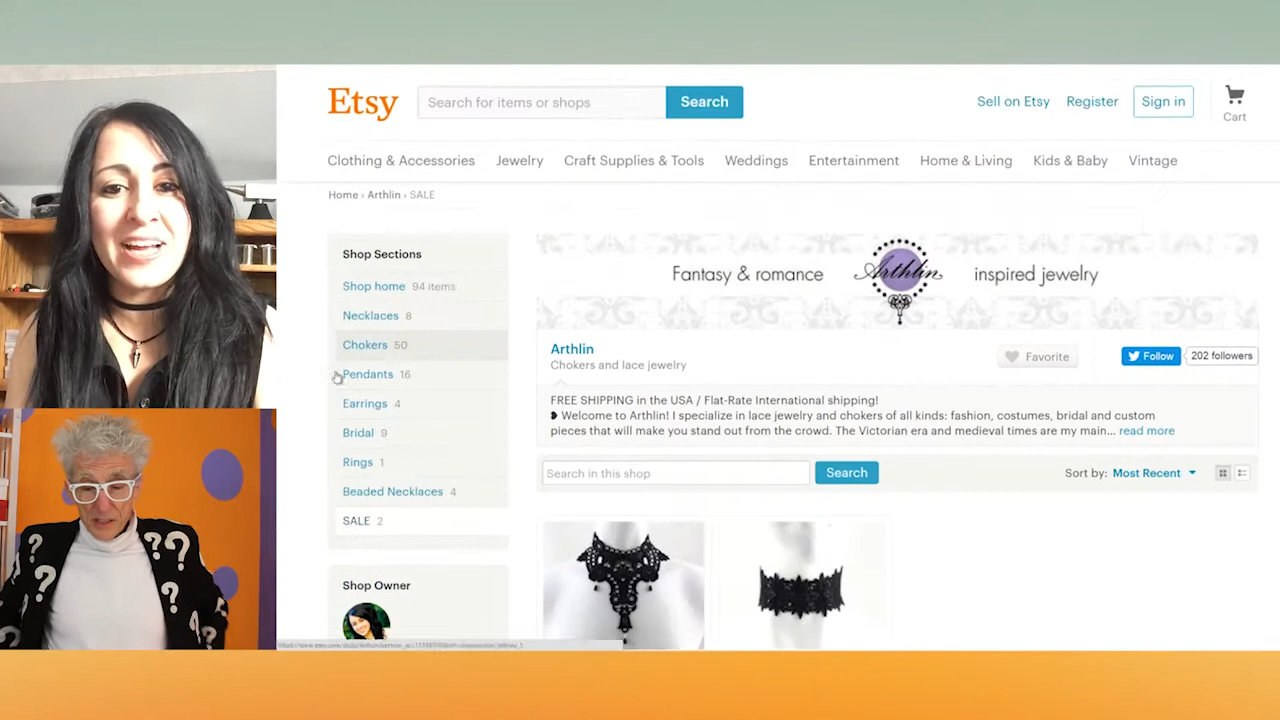 Etsy
Search for items or shops
Search
Sell on Etsy
Register
Sign in
Cart
Clothing & Accessories
Jewelry
Craft Supplies & Tools
Weddings
Entertainment
Home & Living
Kids & Baby
Vintage
Home › Arthlin › SALE
Shop Sections
Shop home 94 items
Necklaces 8
Chokers 50
Pendants 16
Earrings 4
Bridal 9
Rings 1
Beaded Necklaces 4
SALE 2
Shop Owner
Fantasy & romance Arthlin inspired jewelry
Arthlin
Chokers and lace jewelry
Favorite
Follow
202 followers
FREE SHIPPING in the USA / Flat-Rate International shipping!
❥ Welcome to Arthlin! I specialize in lace jewelry and chokers of all kinds: fashion, costumes, bridal and custom
pieces that will make you stand out from the crowd. The Victorian era and medieval times are my main... read more
Search in this shop
Search
Sort by: Most Recent
? ? ? ? ? ?